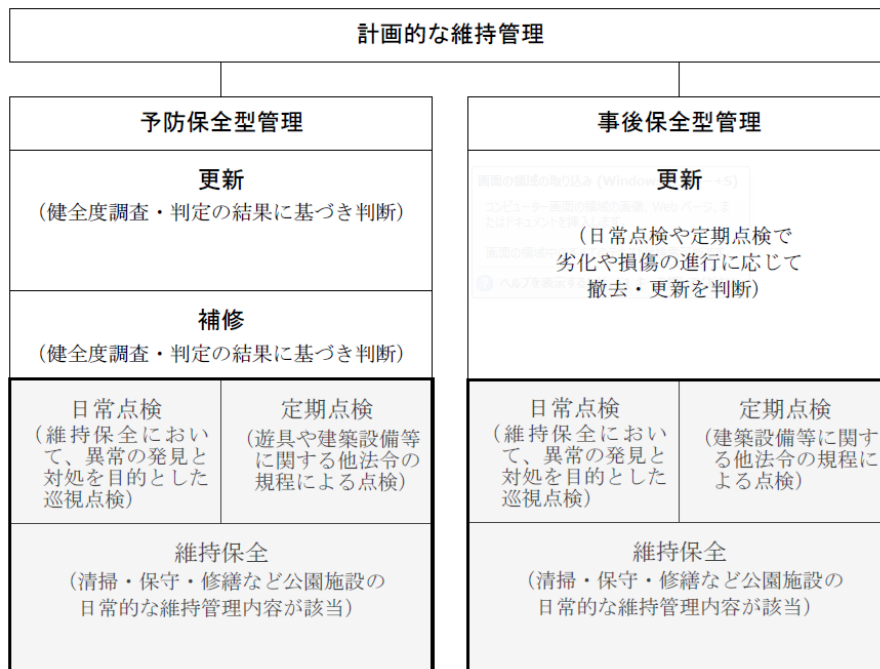 計画的な維持管理
予防保全型管理
更新
（健全度調査・判定の結果に基づき判断）
補修
（健全度調査・判定の結果に基づき判断）
日常点検
（維持保全において、異常の発見と
対処を目的とした
巡視点検）
定期点検
（遊具や建築設備等
に関する他法令の
規程による点検）
維持保全
（清掃・保守・修繕など公園施設の
日常的な維持管理内容が該当）
事後保全型管理
更新
（日常点検や定期点検で
劣化や損傷の進行に応じて
撤去・更新を判断）
日常点検
（維持保全において、異常の発見と
対処を目的とした
巡視点検）
定期点検
（建築設備等に関す
る他法令の規程に
よる点検）
維持保全
（清掃・保守・修繕など公園施設の
日常的な維持管理内容が該当）